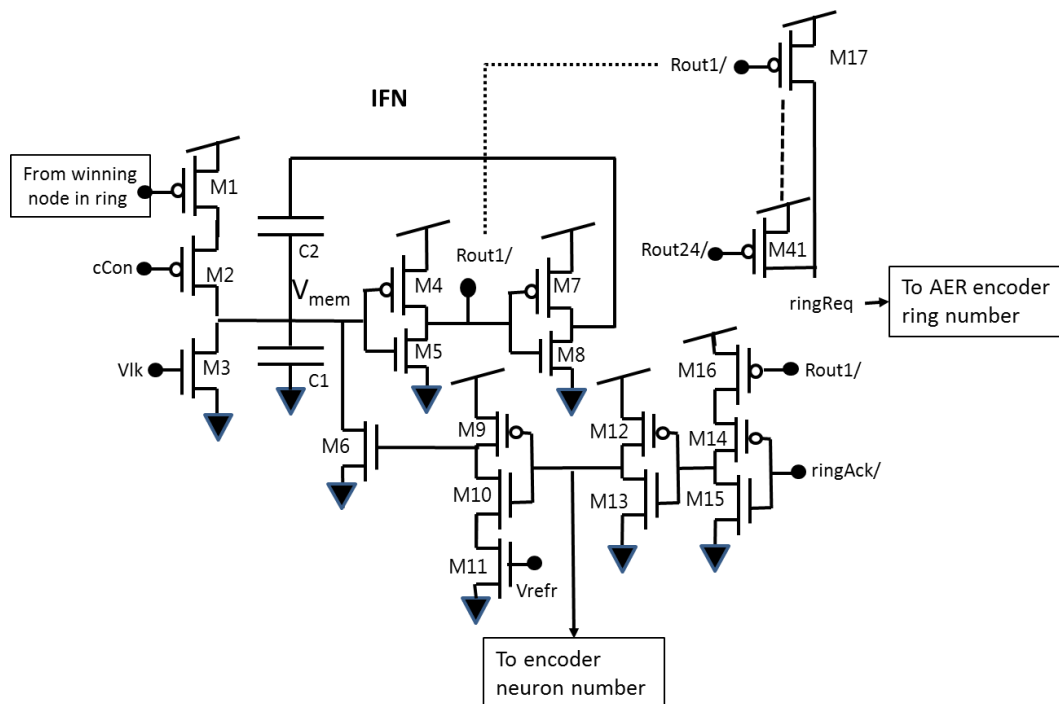 IFN
Rout1/
M17
From winning
node in ring
M1
cCon
M2
C2
Vmem
Rout1/
M4
M7
Rout24/
M41
ringReq
To AER encoder
ring number
Vlk
M3
C1
M5
M8
M16
Rout1/
M6
M9
M12
M14
M10
M13
M15
ringAck/
M11
Vrefr
To encoder
neuron number